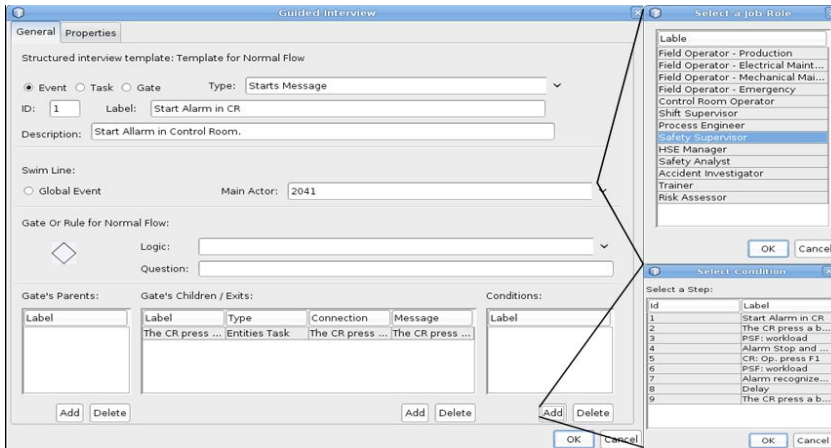 Guided Interview
General Properties
Structured interview template: Template for Normal Flow
Event Task Gate Type: Starts Message
ID: 1 Label: Start Alarm in CR
Description: Start Allarm in Control Room.
Swim Line:
Global Event Main Actor: 2041
Gate Or Rule for Normal Flow:
Logic:
Question:
Gate's Parents: Gate's Children / Exits: Conditions:
Label Label Type Connection Message Label
The CR press ... Entities Task The CR press ... The CR press ...
Add Delete Add Delete Add Delete
OK Cancel
Select a Job Role
Lable
Field Operator - Production
Field Operator - Electrical Maint...
Field Operator - Mechanical Mai...
Field Operator - Emergency
Control Room Operator
Shift Supervisor
Process Engineer
Safety Supervisor
HSE Manager
Safety Analyst
Accident Investigator
Trainer
Risk Assessor
OK Cancel
Select Condition
Select a Step:
Id Label
1 Start Alarm in CR
2 The CR press a b...
3 PSF: workload
4 Alarm Stop and ...
5 CR: Op. press F1
6 PSF: workload
7 Alarm recognize...
8 Delay
9 The CR press a b...
OK Cancel